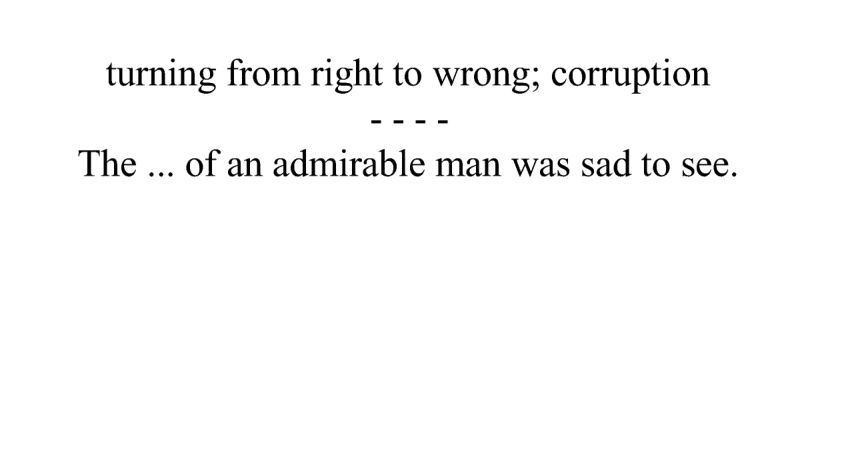 turning from right to wrong; corruption
- - - -
The ... of an admirable man was sad to see.